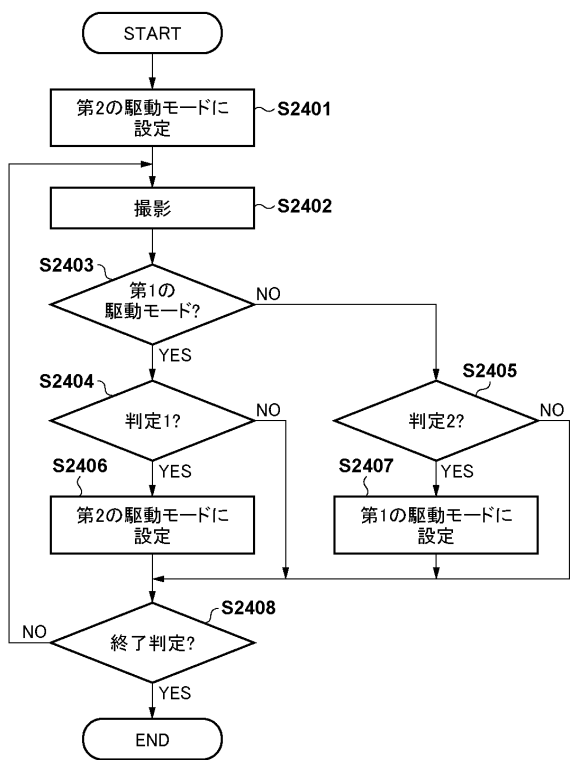 START
第2の駆動モードに
設定
S2401
撮影
S2402
S2403
第1の
駆動モード?
NO
YES
S2404
判定1?
NO
YES
S2405
判定2?
NO
YES
S2406
第2の駆動モードに
設定
S2407
第1の駆動モードに
設定
S2408
終了判定?
NO
YES
END